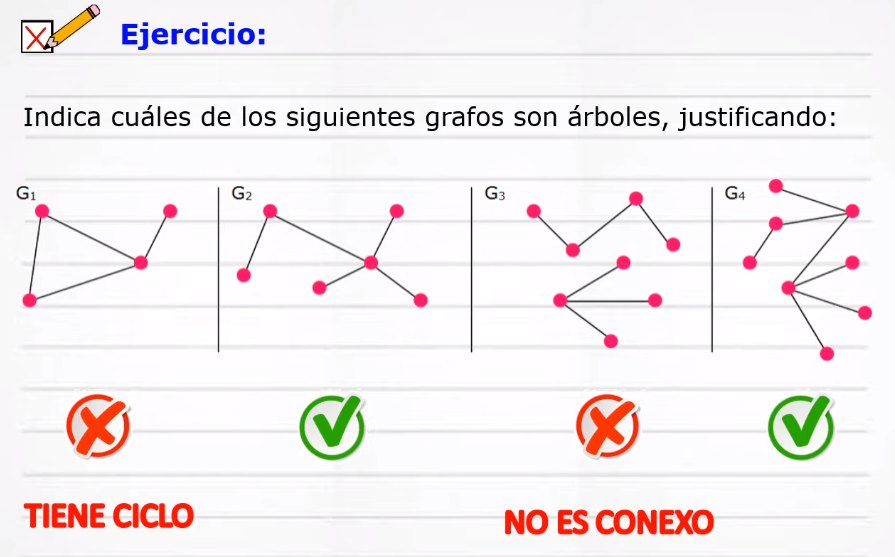 Ejercicio:
Indica cuáles de los siguientes grafos son árboles, justificando:
G1
G2
G3
G4
TIENE CICLO
NO ES CONEXO